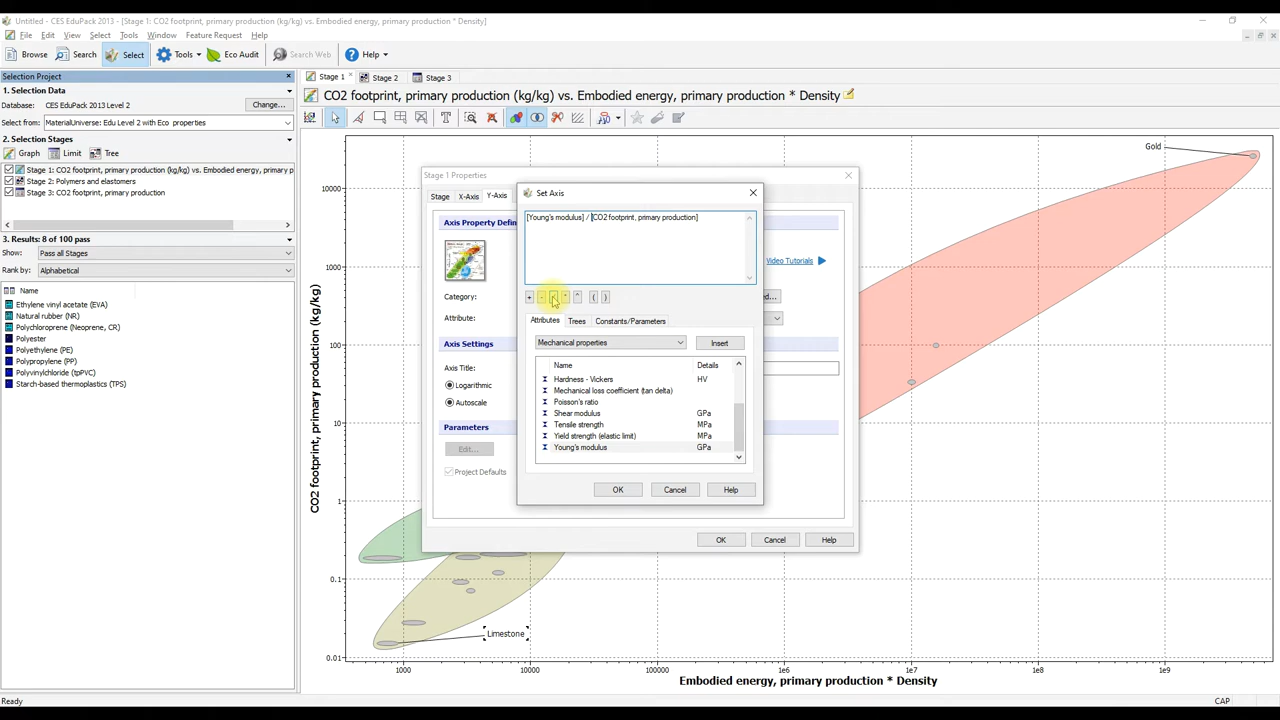 Untitled - CES EduPack 2013 - [Stage 1: CO2 footprint, primary production (kg/kg) vs. Embodied energy, primary production * Density]
File Edit View Select Tools Window Feature Request Help
Browse Search Select Tools Eco Audit Search Web Help
Selection Project
1. Selection Data
Database: CES EduPack 2013 Level 2 Change...
Select from: MaterialUniverse: Edu Level 2 with Eco properties
2. Selection Stages
Graph Limit Tree
Stage 1: CO2 footprint, primary production (kg/kg) vs. Embodied energy, primary p
Stage 2: Polymers and elastomers
Stage 3: CO2 footprint, primary production
3. Results: 8 of 100 pass
Show: Pass all Stages
Rank by: Alphabetical
Name
Ethylene vinyl acetate (EVA)
Natural rubber (NR)
Polychloroprene (Neoprene, CR)
Polyester
Polyethylene (PE)
Polypropylene (PP)
Polyvinylchloride (tpPVC)
Starch-based thermoplastics (TPS)
Stage 1 Stage 2 Stage 3
CO2 footprint, primary production (kg/kg) vs. Embodied energy, primary production * Density
CO2 footprint, primary production (kg/kg)
10000
1000
100
10
1
0.1
0.01
Gold
Limestone
1000 10000 100000 1e6 1e7 1e8 1e9
Embodied energy, primary production * Density
Stage 1 Properties
Stage X-Axis Y-Axis
Axis Property Defin
Video Tutorials
Category:
ed...
Attribute:
Axis Settings
Axis Title:
Logarithmic
Autoscale
Parameters
Edit...
Project Defaults
OK Cancel Help
Set Axis
[Young's modulus] / [CO2 footprint, primary production]
+ - * ^ ( )
Attributes Trees Constants/Parameters
Mechanical properties Insert
Name Details
Hardness - Vickers HV
Mechanical loss coefficient (tan delta)
Poisson's ratio
Shear modulus GPa
Tensile strength MPa
Yield strength (elastic limit) MPa
Young's modulus GPa
OK Cancel Help
Ready
CAP